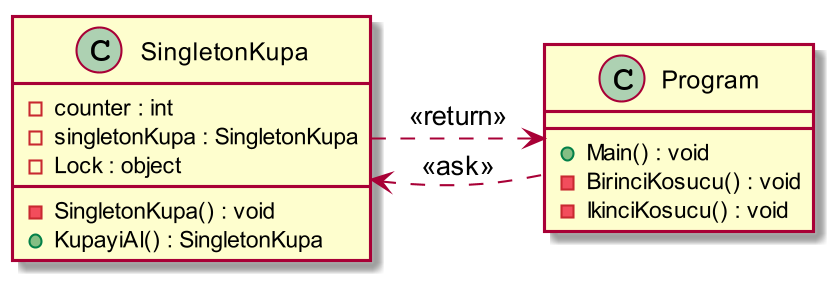 C SingletonKupa
counter : int
singletonKupa : SingletonKupa
Lock : object
SingletonKupa() : void
KupayiAl() : SingletonKupa
«return»
«ask»
C Program
Main() : void
BirinciKosucu() : void
IkinciKosucu() : void